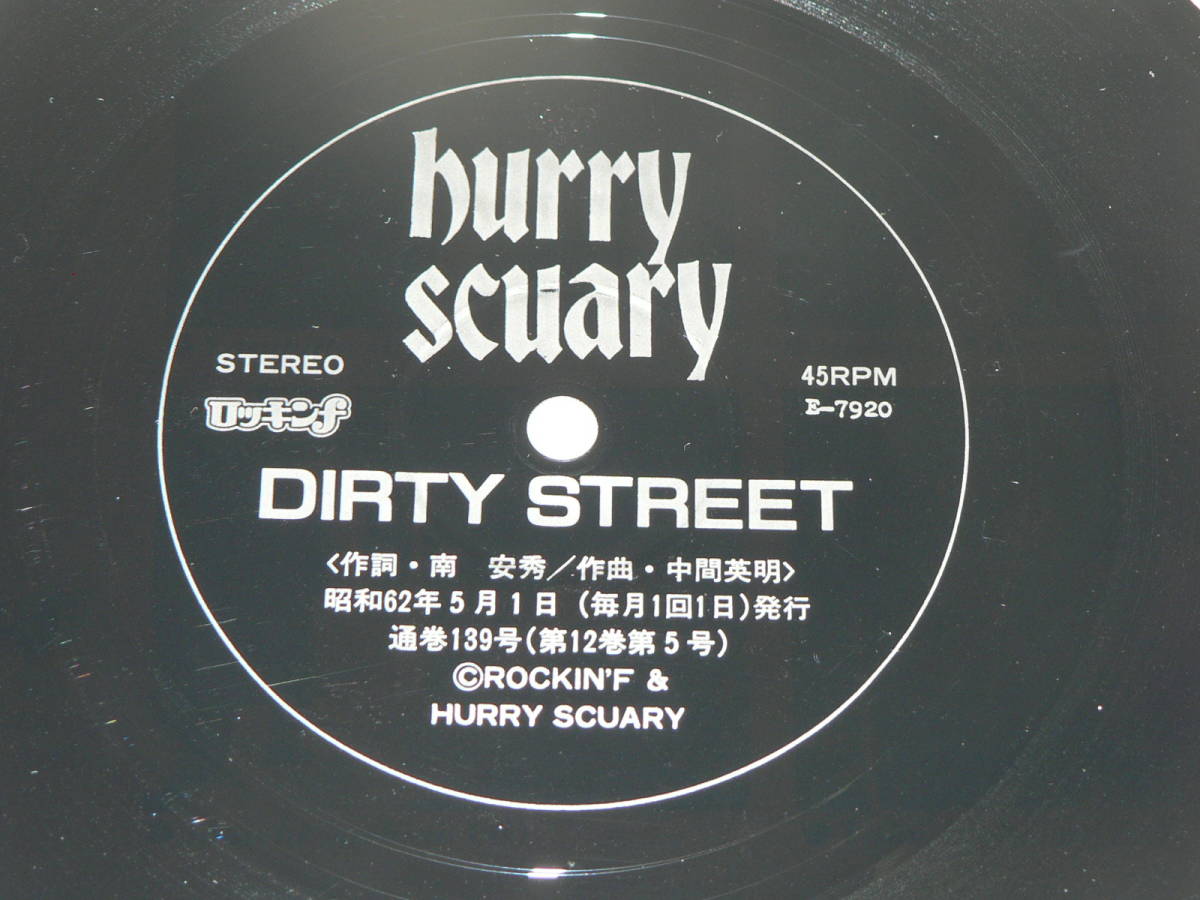 hurry
scuary
STEREO
45RPM
ロッキンf
E-7920
DIRTY STREET
<作詞・南　安秀／作曲・中間英明>
昭和62年5月1日（毎月1回1日)発行
通巻139号(第12巻第5号)
©ROCKIN'F &
HURRY SCUARY